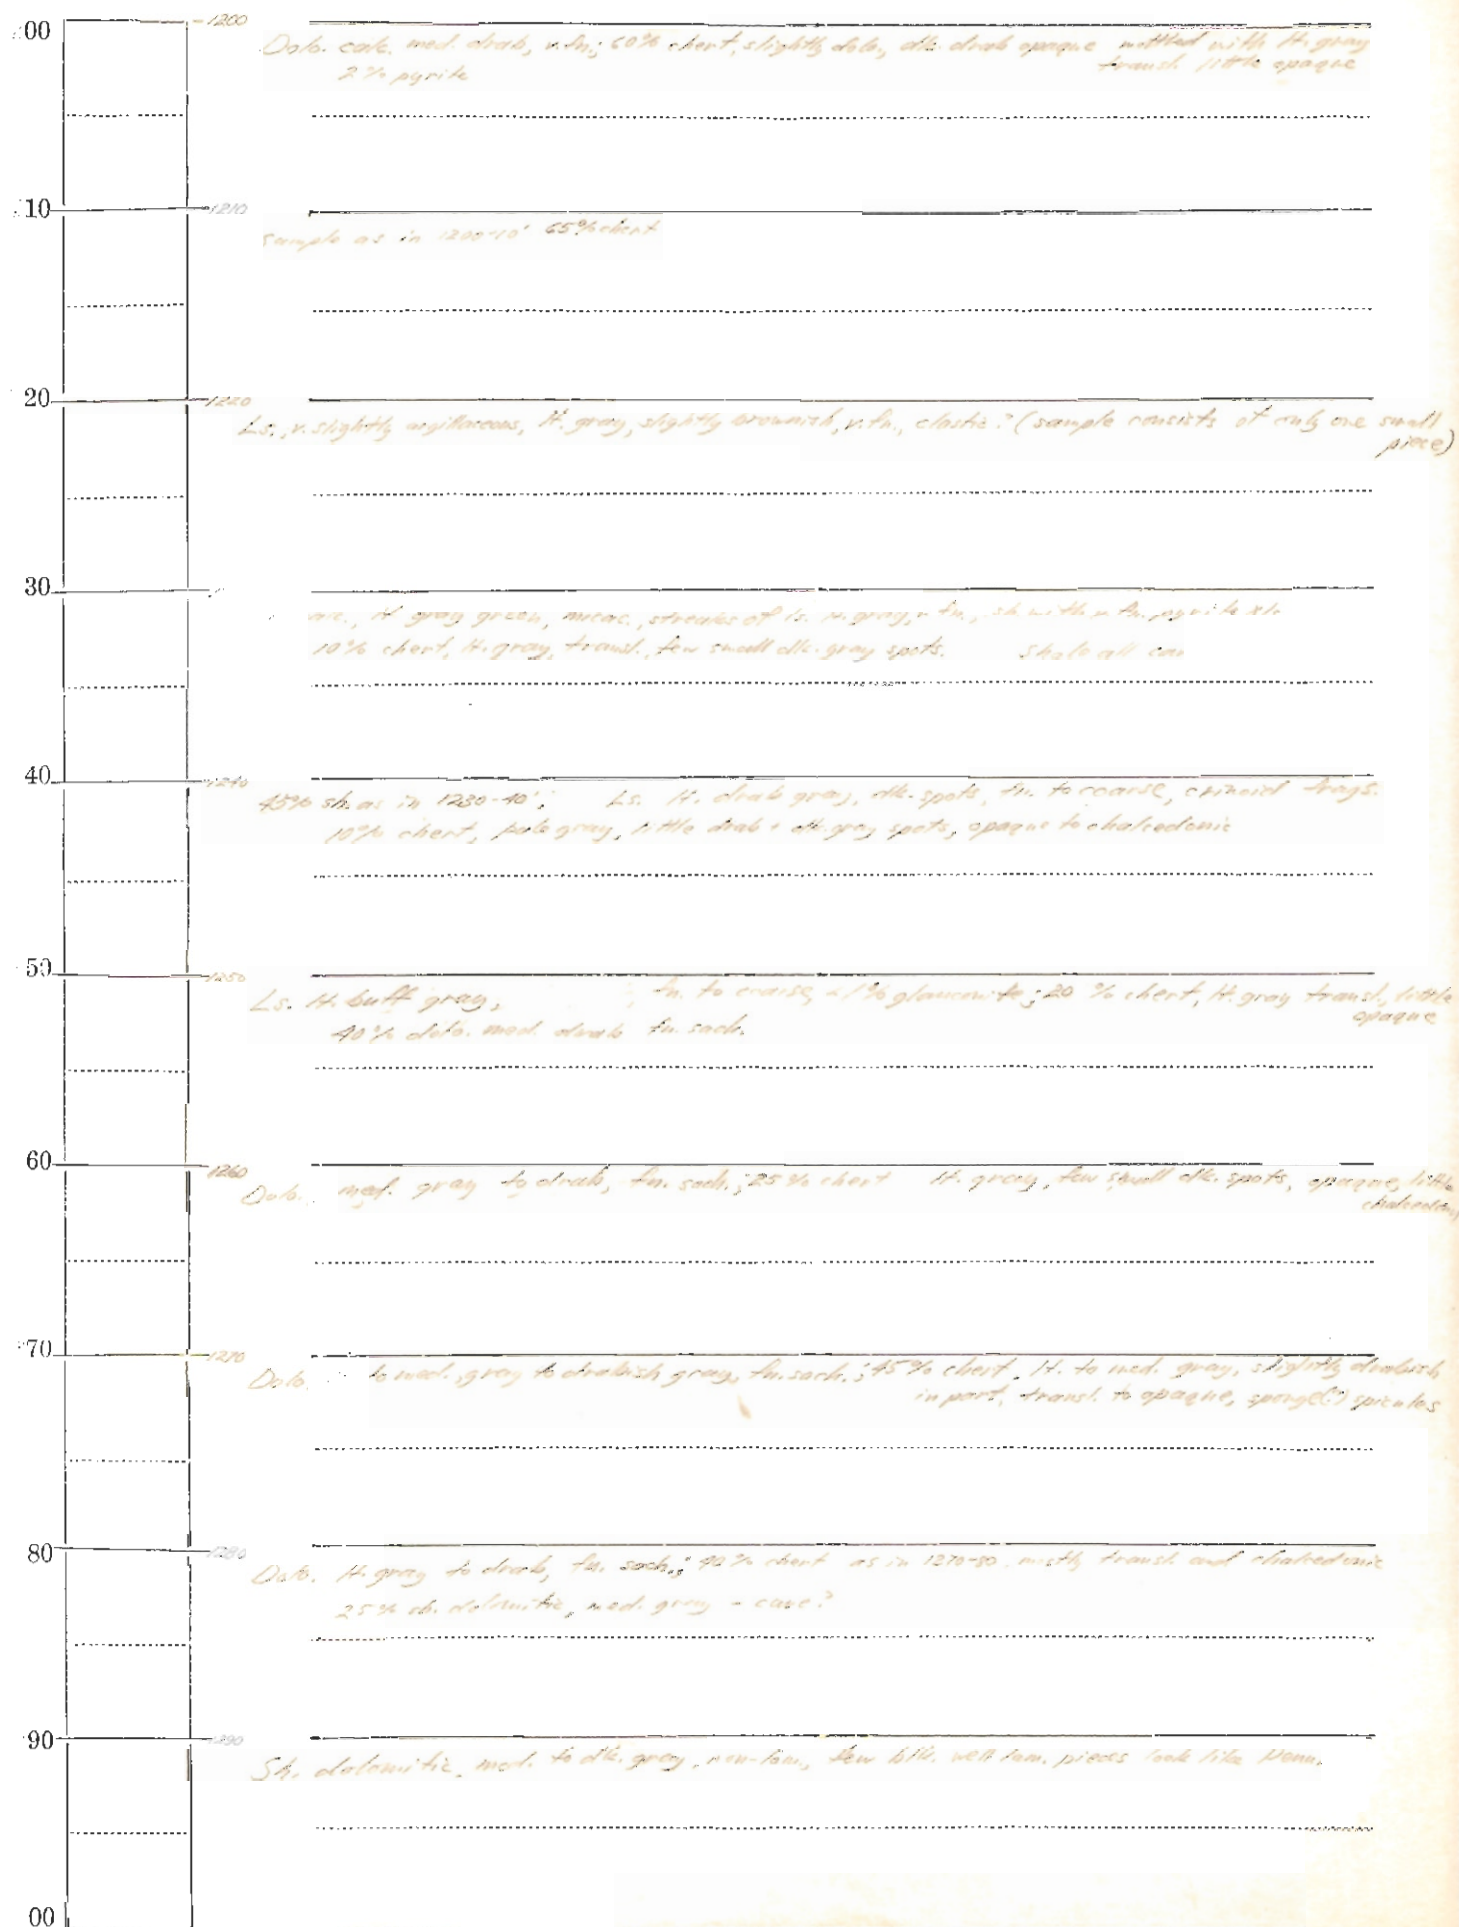 00 1200
Dolo. calc. med. drab, v.fn; 60% chert, slightly dolo, dk. drab opaque mottled with lt. gray
transl. little opaque
2% pyrite
10 1210
Sample as in 1200-10' 65% chert
20 1220
Ls., v. slightly argillaceous, lt. gray, slightly brownish, v.fn., clastic? (sample consists of only one small
piece)
30
lt gray green, micac., streaks of ls. lt. gray, v fn., sh with v. fn. pyrite
10% chert, lt. gray, transl., few small dk. gray spots. Shale all
40 1240
45% sh. as in 1230-40'; Ls. lt. drab gray, dk. spots, fn. to coarse, crinoid frags.
10% chert, pale gray, little drab + dk. gray spots, opaque to chalcedonic
50 1250
Ls. lt. buff gray, fn. to coarse, <1% glauconite; 20 % chert, lt. gray transl., little
opaque
40% dolo. med. drab fn. sach.
60 1260
Dolo. med. gray to drab, fn. sach.; 25% chert lt. gray, few small dk. spots, opaque, little
70 1270
Dolo. to med. gray to drabish gray, fn. sach.; 45% chert, lt. to med. gray, slightly drabish
in part, transl. to opaque, sponge(?) spicules
80 1280
Dolo. lt. gray to drab, fn. sach.; 40% chert as in 1270-80 mostly transl. and chalcedonic
25% sh. dolomitic, med. gray - cave?
90 1290
Sh. dolomitic, med. to dk. gray, non-lam., few blk. well lam. pieces look like Penn.
00